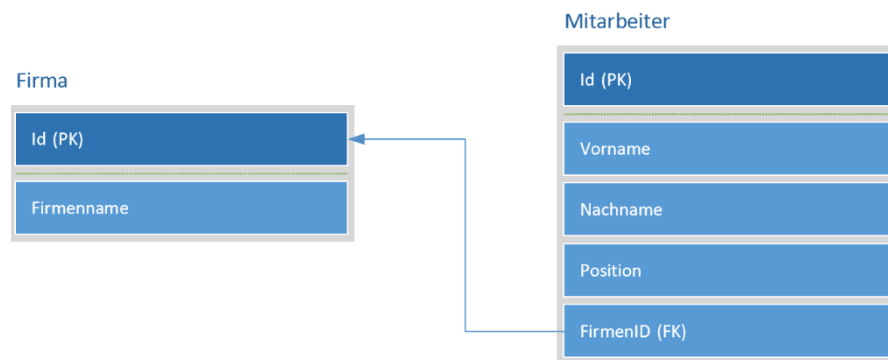 Firma
Id (PK)
Firmenname
Mitarbeiter
Id (PK)
Vorname
Nachname
Position
FirmenID (FK)